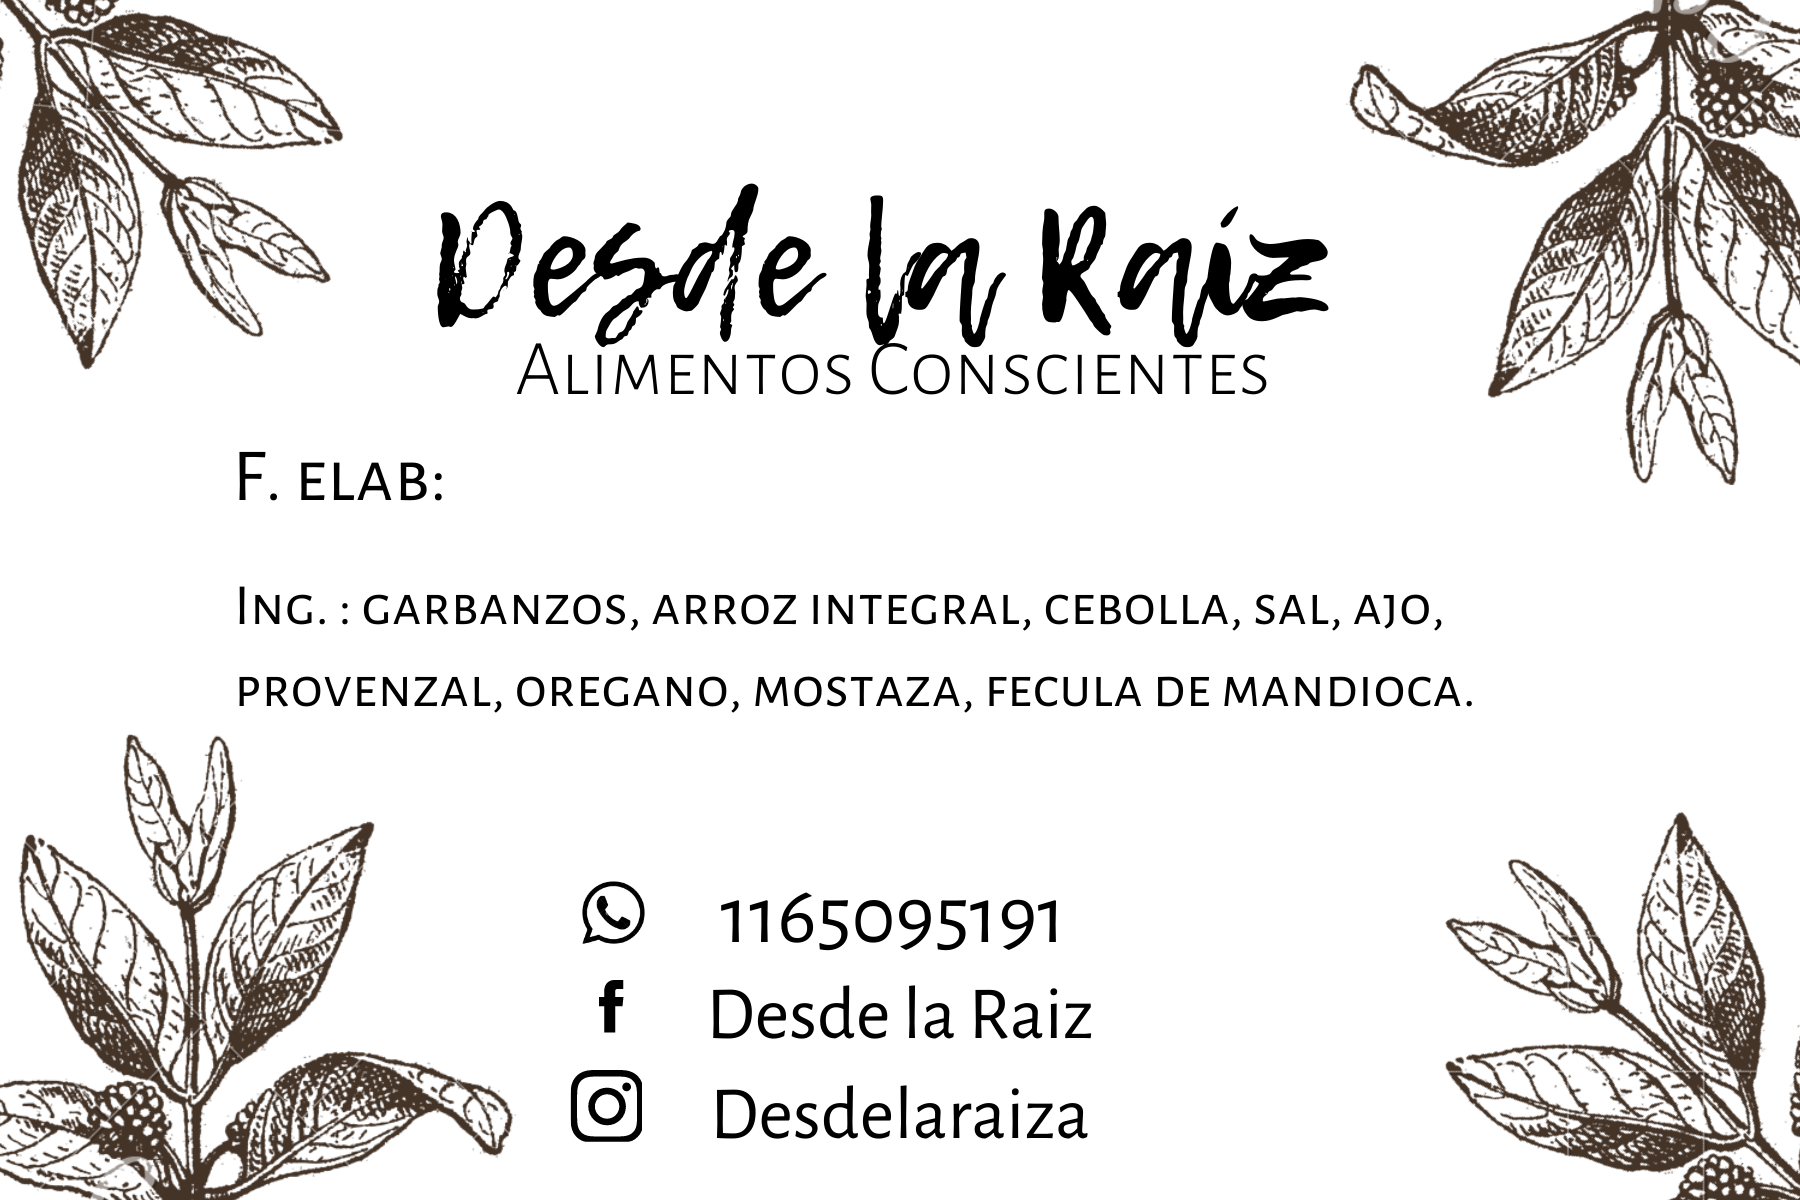 Desde la Raíz
Alimentos Conscientes
F. elab:
Ing. : garbanzos, arroz integral, cebolla, sal, ajo,
provenzal, oregano, mostaza, fecula de mandioca.
1165095191
Desde la Raiz
Desdelaraiza